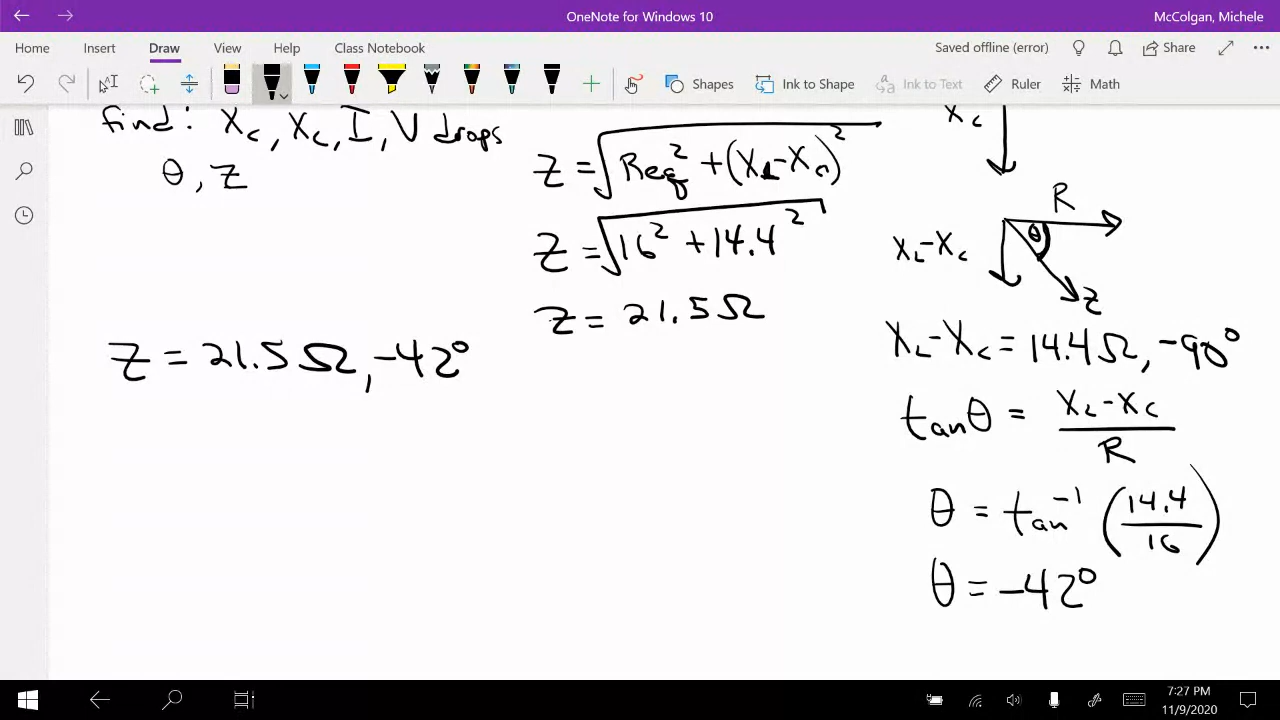 OneNote for Windows 10
McColgan, Michele
Home Insert Draw View Help Class Notebook
Saved offline (error) Share
Shapes Ink to Shape Ink to Text Ruler Math
find: Xc, Xc, I, V drops
θ, Z
Z = √Req² + (XL-Xc)²
Z = √16² + 14.4²
Z = 21.5Ω
Z = 21.5Ω, -42°
Xc
R
θ
XL-Xc
Z
XL-Xc = 14.4Ω, -90°
tanθ = XL-Xc / R
θ = tan⁻¹ (14.4 / 16)
θ = -42°
7:27 PM
11/9/2020